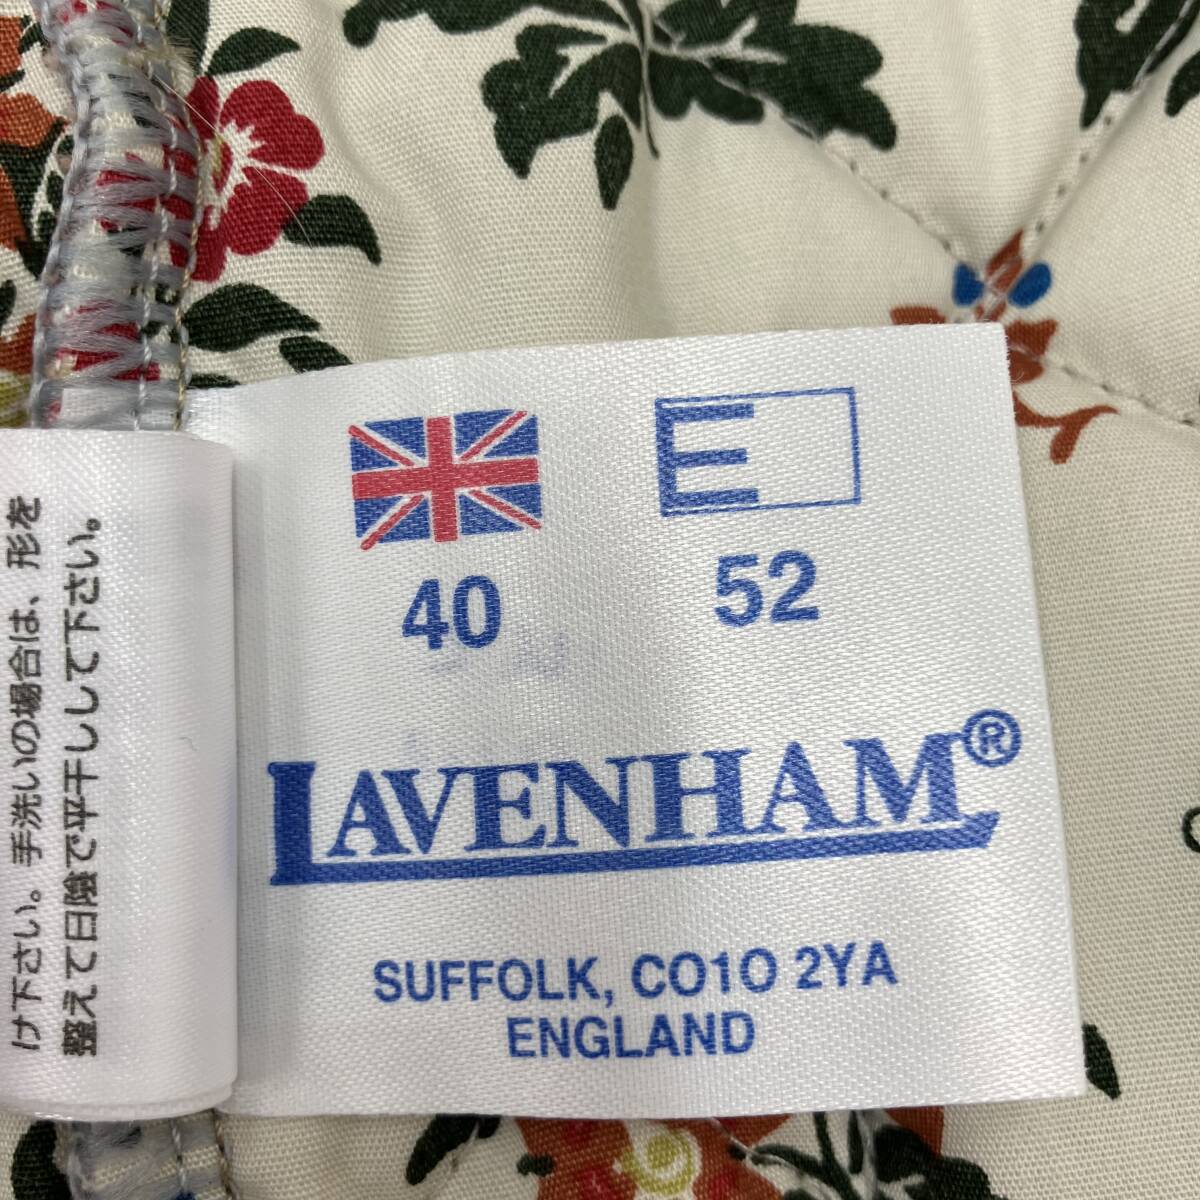 40
E
52
LAVENHAM®
SUFFOLK, CO10 2YA
ENGLAND
け下さい。手洗いの場合は、形を
整えて日陰で平干しして下さい。